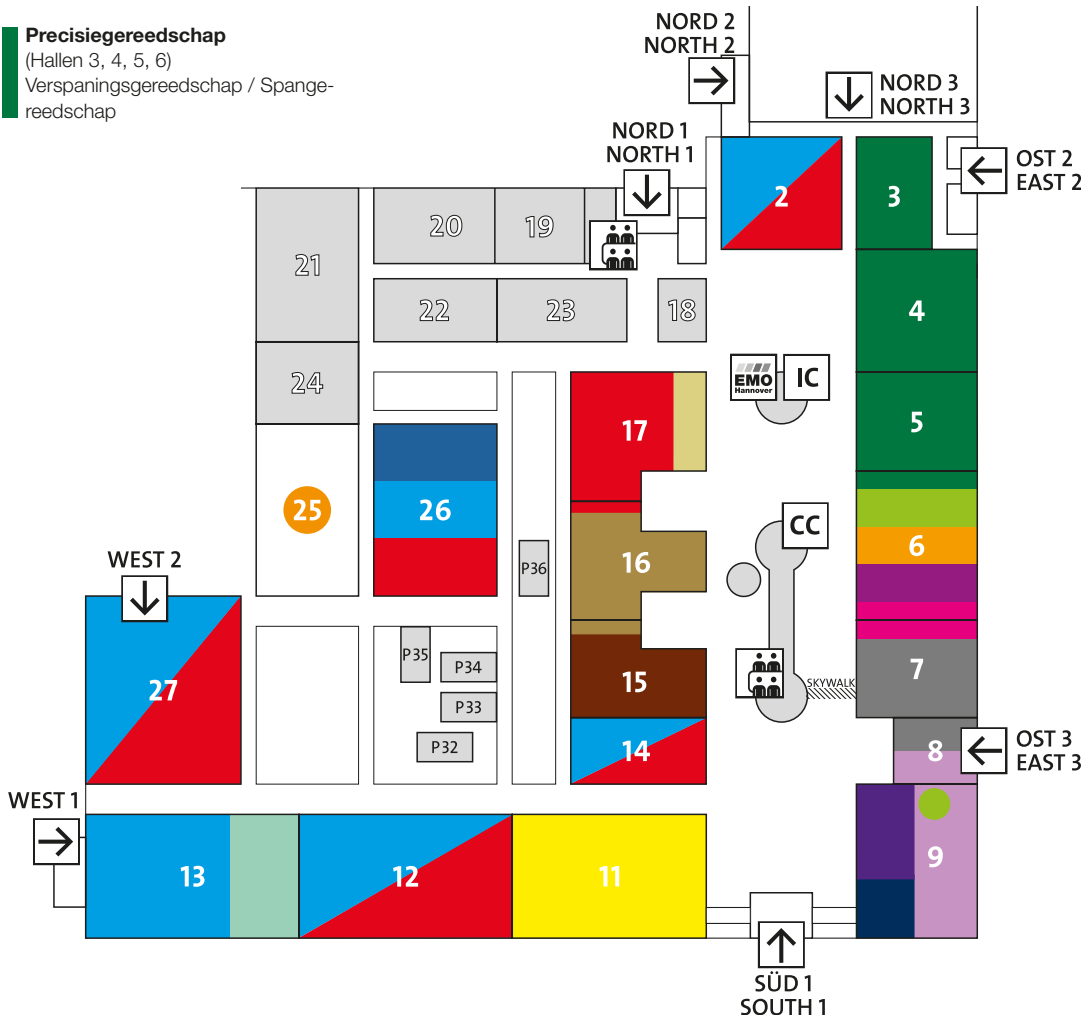 Precisiegereedschap
(Hallen 3, 4, 5, 6)
Verspaningsgereedschap / Spange-
reedschap
NORD 2
NORTH 2
NORD 3
NORTH 3
NORD 1
NORTH 1
OST 2
EAST 2
2
3
20
19
21
4
22
23
18
24
EMO
Hannover
IC
17
5
25
26
CC
6
16
P36
WEST 2
P35
P34
15
7
27
SKYWALK
P33
P32
14
8
OST 3
EAST 3
WEST 1
13
12
11
9
SÜD 1
SOUTH 1